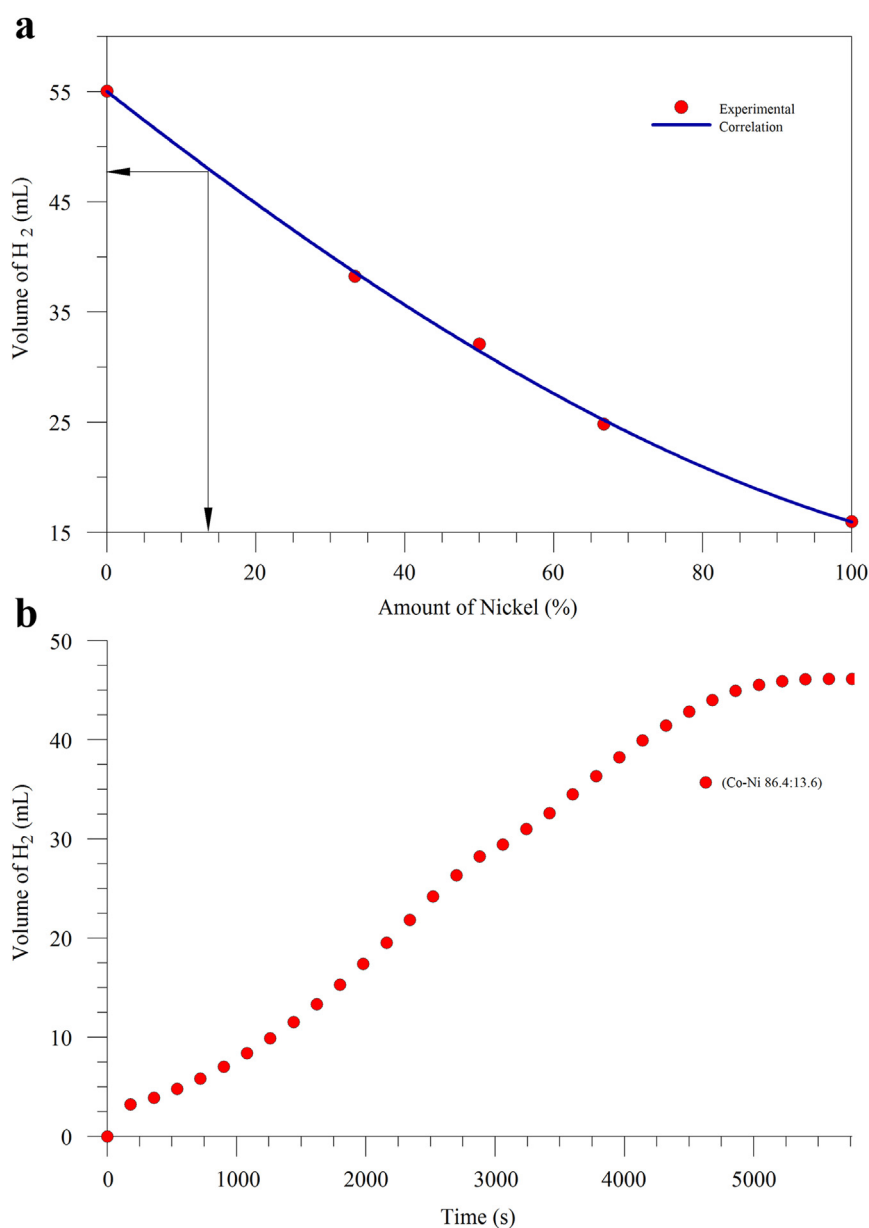 a
55
45
35
25
15
Volume of H2 (mL)
Experimental
Correlation
0 20 40 60 80 100
Amount of Nickel (%)
b
50
40
30
20
10
0
Volume of H2 (mL)
(Co-Ni 86.4:13.6)
0 1000 2000 3000 4000 5000
Time (s)